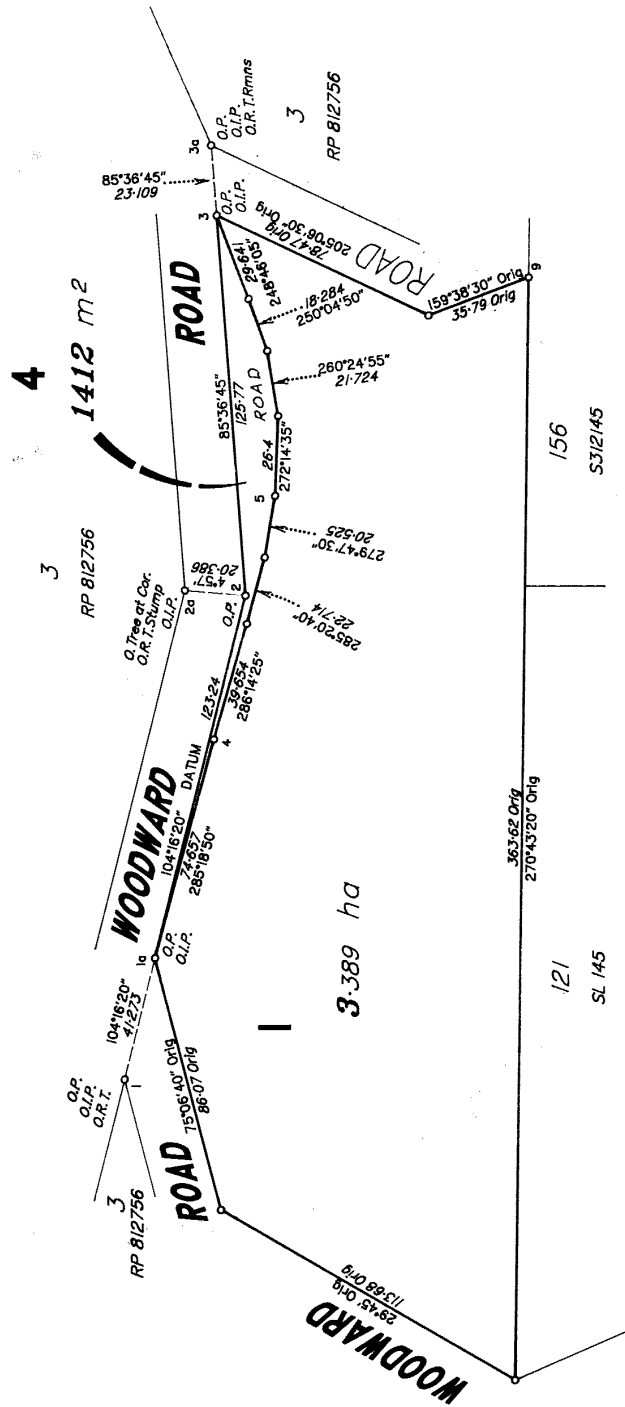 4
1412 m²
3
RP 812756
O.P.
O.I.P.
O.R.T.Rmns
3
RP 812756
3a
85°36'45"
23·109
O.P.
O.I.P.
3
ROAD
85°36'45"
125·77
29·641
248°46'05"
18·284
250°04'50"
ROAD
260°24'55"
21·724
26·4
272°14'35"
5
279°47'30"
20·525
285°20'40"
22·714
78·47 Orig
205°06'30" Orig
ROAD
159°38'30" Orig
35·79 Orig
9
O.Tree at Cor.
O.R.T.Stump
O.I.P.
2a
4°57'
20·386
2
O.P.
WOODWARD
DATUM
104°16'20"
123·24
39·654
286°14'25"
4
74·657
285°18'50"
1a
O.P.
O.I.P.
104°16'20"
41·273
O.P.
O.I.P.
O.R.T.
1
3
RP 812756
ROAD
75°06'40" Orig
86·07 Orig
1
3·389 ha
29°45' Orig
113·68 Orig
WOODWARD
363·62 Orig
270°43'20" Orig
121
SL 145
156
S312145